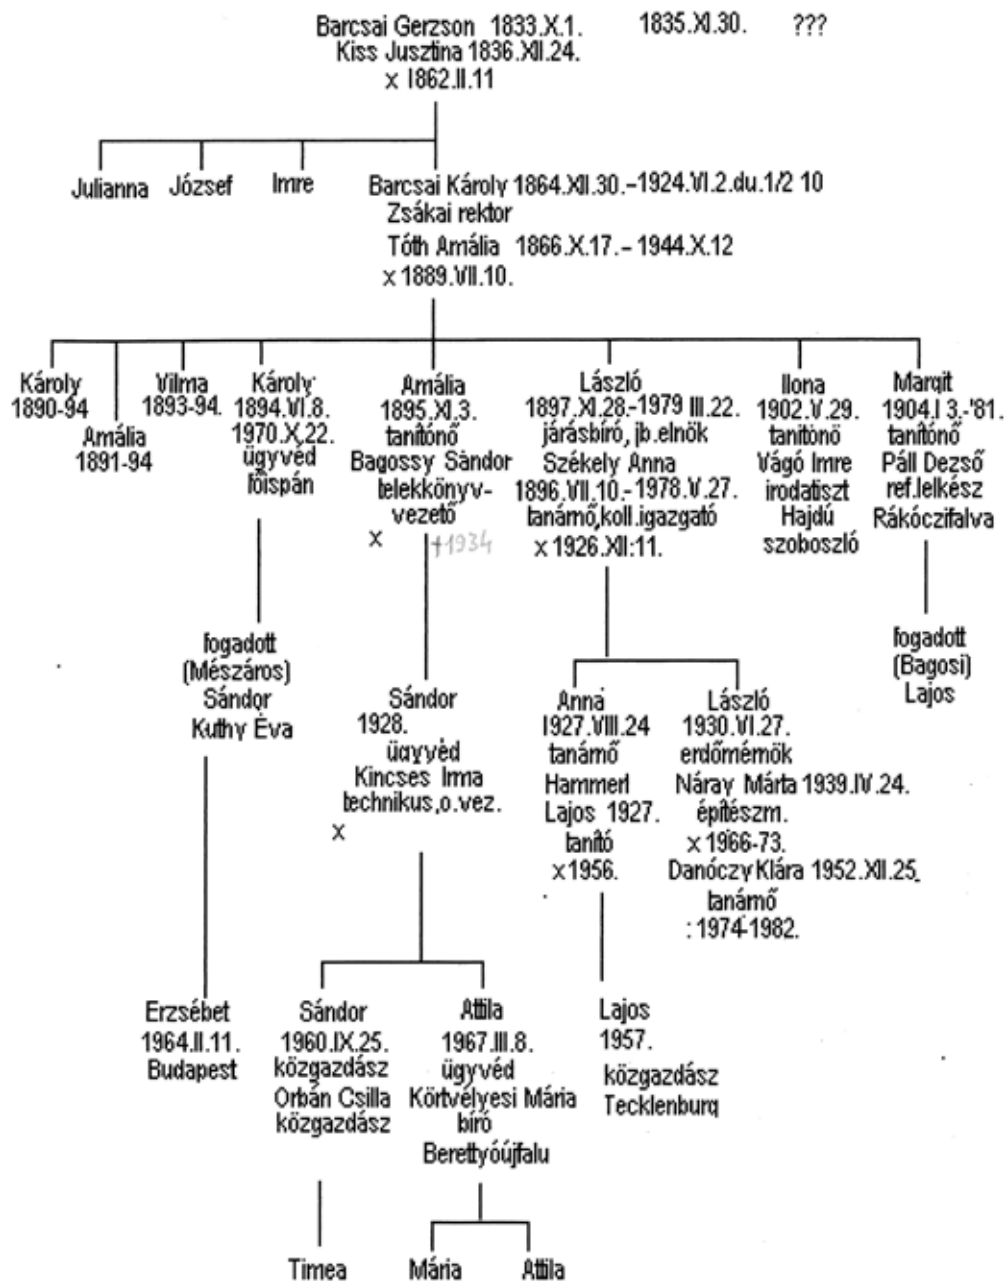 Barcsai Gerzson 1833.X.1. 1835.XI.30. ???
Kiss Jusztina 1836.XII.24.
x 1862.II.11
Julianna József Imre
Barcsai Károly 1864.XII.30.-1924.VI.2.du.1/2 10
Zsákai rektor
Tóth Amália 1866.X.17.-1944.X.12
x 1889.VII.10.
Károly
1890-94
Amália
1891-94
Vilma
1893-94.
Károly
1894.VI.8.
1970.X.22.
ügyvéd
főispán
Amália
1895.XI.3.
tanítónő
Bagossy Sándor
telekkönyv-
vezető
x †1934
László
1897.XI.28.-1979 III.22.
járásbíró, jb.elnök
Székely Anna
1896.VII.10.-1978.V.27.
tanárnő,koll.igazgató
x 1926.XII:11.
Ilona
1902.V.29.
tanítónő
Vágó Imre
irodatiszt
Hajdú
szoboszló
Margit
1904.I 3.-'81.
tanítónő
Páll Dezső
ref.lelkész
Rákóczifalva
fogadott
(Mészáros)
Sándor
Kuthy Éva
Sándor
1928.
ügyvéd
Kincses Irma
technikus,o.vez.
x
Anna
1927.VIII.24
tanárnő
Hammerl
Lajos 1927.
tanító
x1956.
László
1930.VI.27.
erdőmérnök
Náray Márta 1939.IV.24.
építészm.
x 1966-73.
Danóczy Klára 1952.XII.25.
tanárnő
: 1974-1982.
fogadott
(Bagosi)
Lajos
Erzsébet
1964.II.11.
Budapest
Sándor
1960.IX.25.
közgazdász
Orbán Csilla
közgazdász
Attila
1967.III.8.
ügyvéd
Körtvélyesi Mária
bíró
Berettyóújfalu
Lajos
1957.
közgazdász
Tecklenburg
Timea Mária Attila